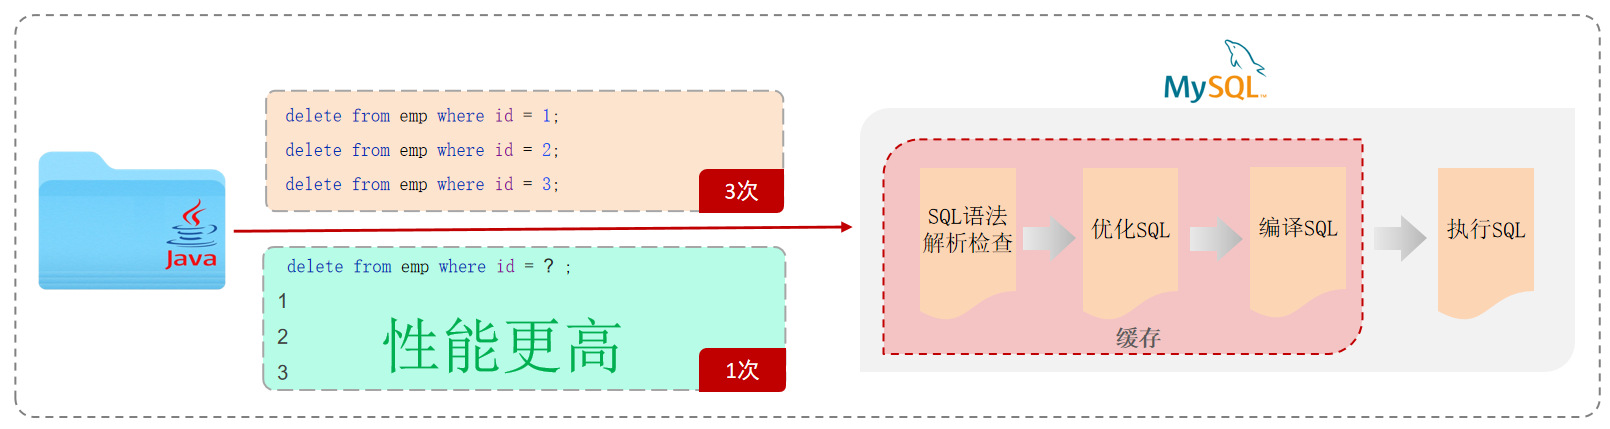 Java
delete from emp where id = 1;
delete from emp where id = 2;
delete from emp where id = 3;
3次
delete from emp where id = ? ;
1
2
3
性能更高
1次
MySQL™
SQL语法
解析检查
优化SQL
编译SQL
缓存
执行SQL